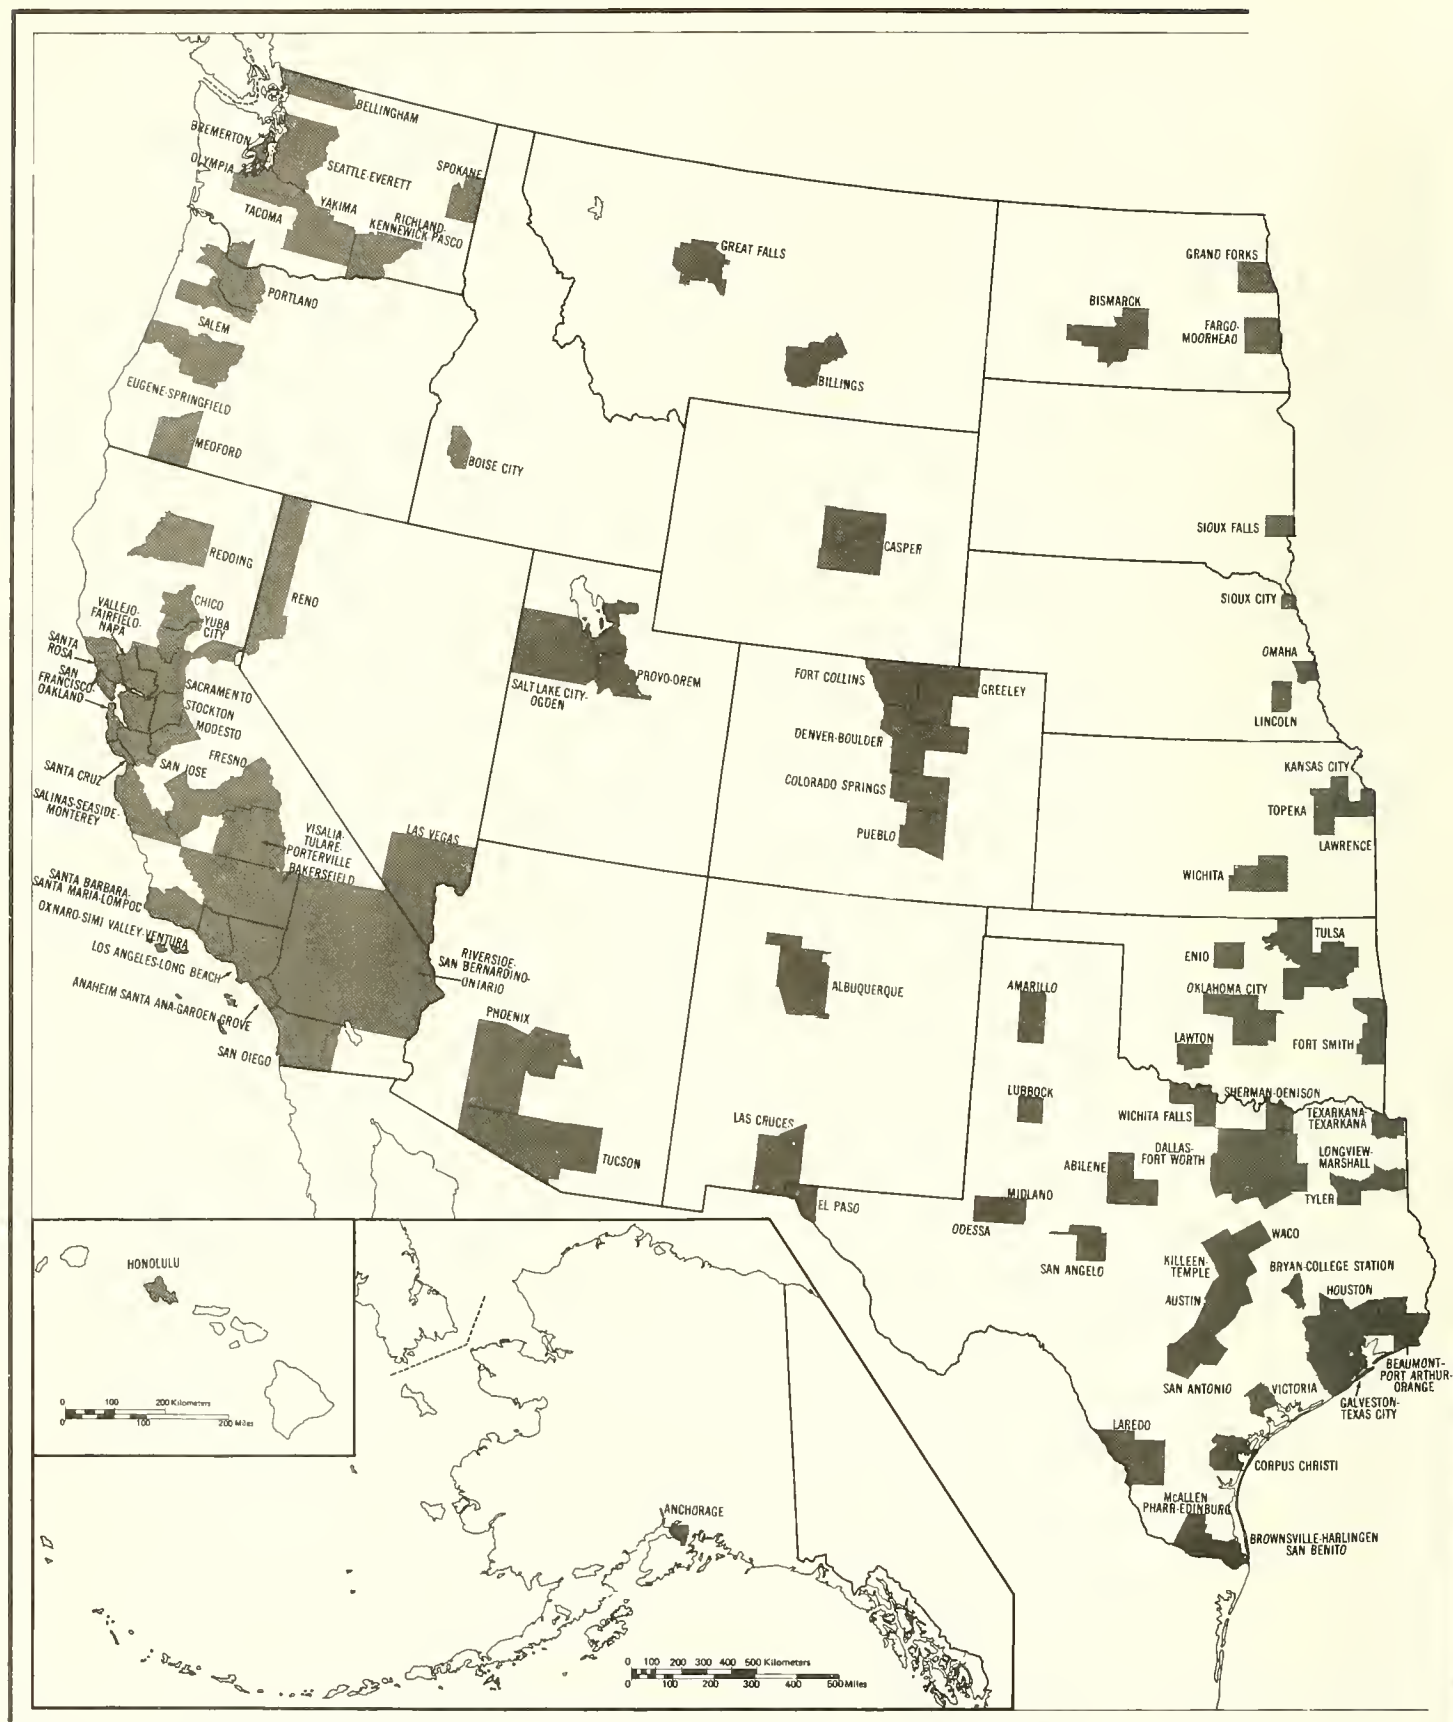 BELLINGHAM
BREMERTON
OLYMPIA
SEATTLE-EVERETT
SPOKANE
TACOMA
YAKIMA
RICHLAND-
KENNEWICK-PASCO
PORTLAND
SALEM
EUGENE-SPRINGFIELD
MEDFORD
BOISE CITY
GREAT FALLS
BILLINGS
BISMARCK
GRAND FORKS
FARGO-
MOORHEAD
SIOUX FALLS
SIOUX CITY
OMAHA
LINCOLN
CASPER
REDDING
CHICO
YUBA
CITY
RENO
VALLEJO-
FAIRFIELD-
NAPA
SANTA
ROSA
SAN
FRANCISCO-
OAKLAND
SACRAMENTO
STOCKTON
MODESTO
SANTA CRUZ
SAN JOSE
FRESNO
SALINAS-SEASIDE-
MONTEREY
VISALIA-
TULARE-
PORTERVILLE
BAKERSFIELD
LAS VEGAS
SANTA BARBARA-
SANTA MARIA-LOMPOC
OXNARD-SIMI VALLEY-VENTURA
LOS ANGELES-LONG BEACH
ANAHEIM SANTA ANA-GARDEN GROVE
SAN DIEGO
RIVERSIDE-
SAN BERNARDINO-
ONTARIO
SALT LAKE CITY-
OGDEN
PROVO-OREM
FORT COLLINS
GREELEY
DENVER-BOULDER
COLORADO SPRINGS
PUEBLO
KANSAS CITY
TOPEKA
LAWRENCE
WICHITA
TULSA
ENID
OKLAHOMA CITY
LAWTON
FORT SMITH
PHOENIX
TUCSON
ALBUQUERQUE
LAS CRUCES
EL PASO
AMARILLO
LUBBOCK
WICHITA FALLS
SHERMAN-DENISON
TEXARKANA-
TEXARKANA
DALLAS-
FORT WORTH
LONGVIEW-
MARSHALL
TYLER
ABILENE
MIDLAND
ODESSA
SAN ANGELO
WACO
KILLEEN-
TEMPLE
BRYAN-COLLEGE STATION
AUSTIN
HOUSTON
SAN ANTONIO
VICTORIA
BEAUMONT-
PORT ARTHUR-
ORANGE
GALVESTON-
TEXAS CITY
LAREDO
CORPUS CHRISTI
McALLEN
PHARR-EDINBURG
BROWNSVILLE-HARLINGEN
SAN BENITO
HONOLULU
0 100 200 Kilometers
0 100 200 Miles
ANCHORAGE
0 100 200 300 400 500 Kilometers
0 100 200 300 400 500 Miles